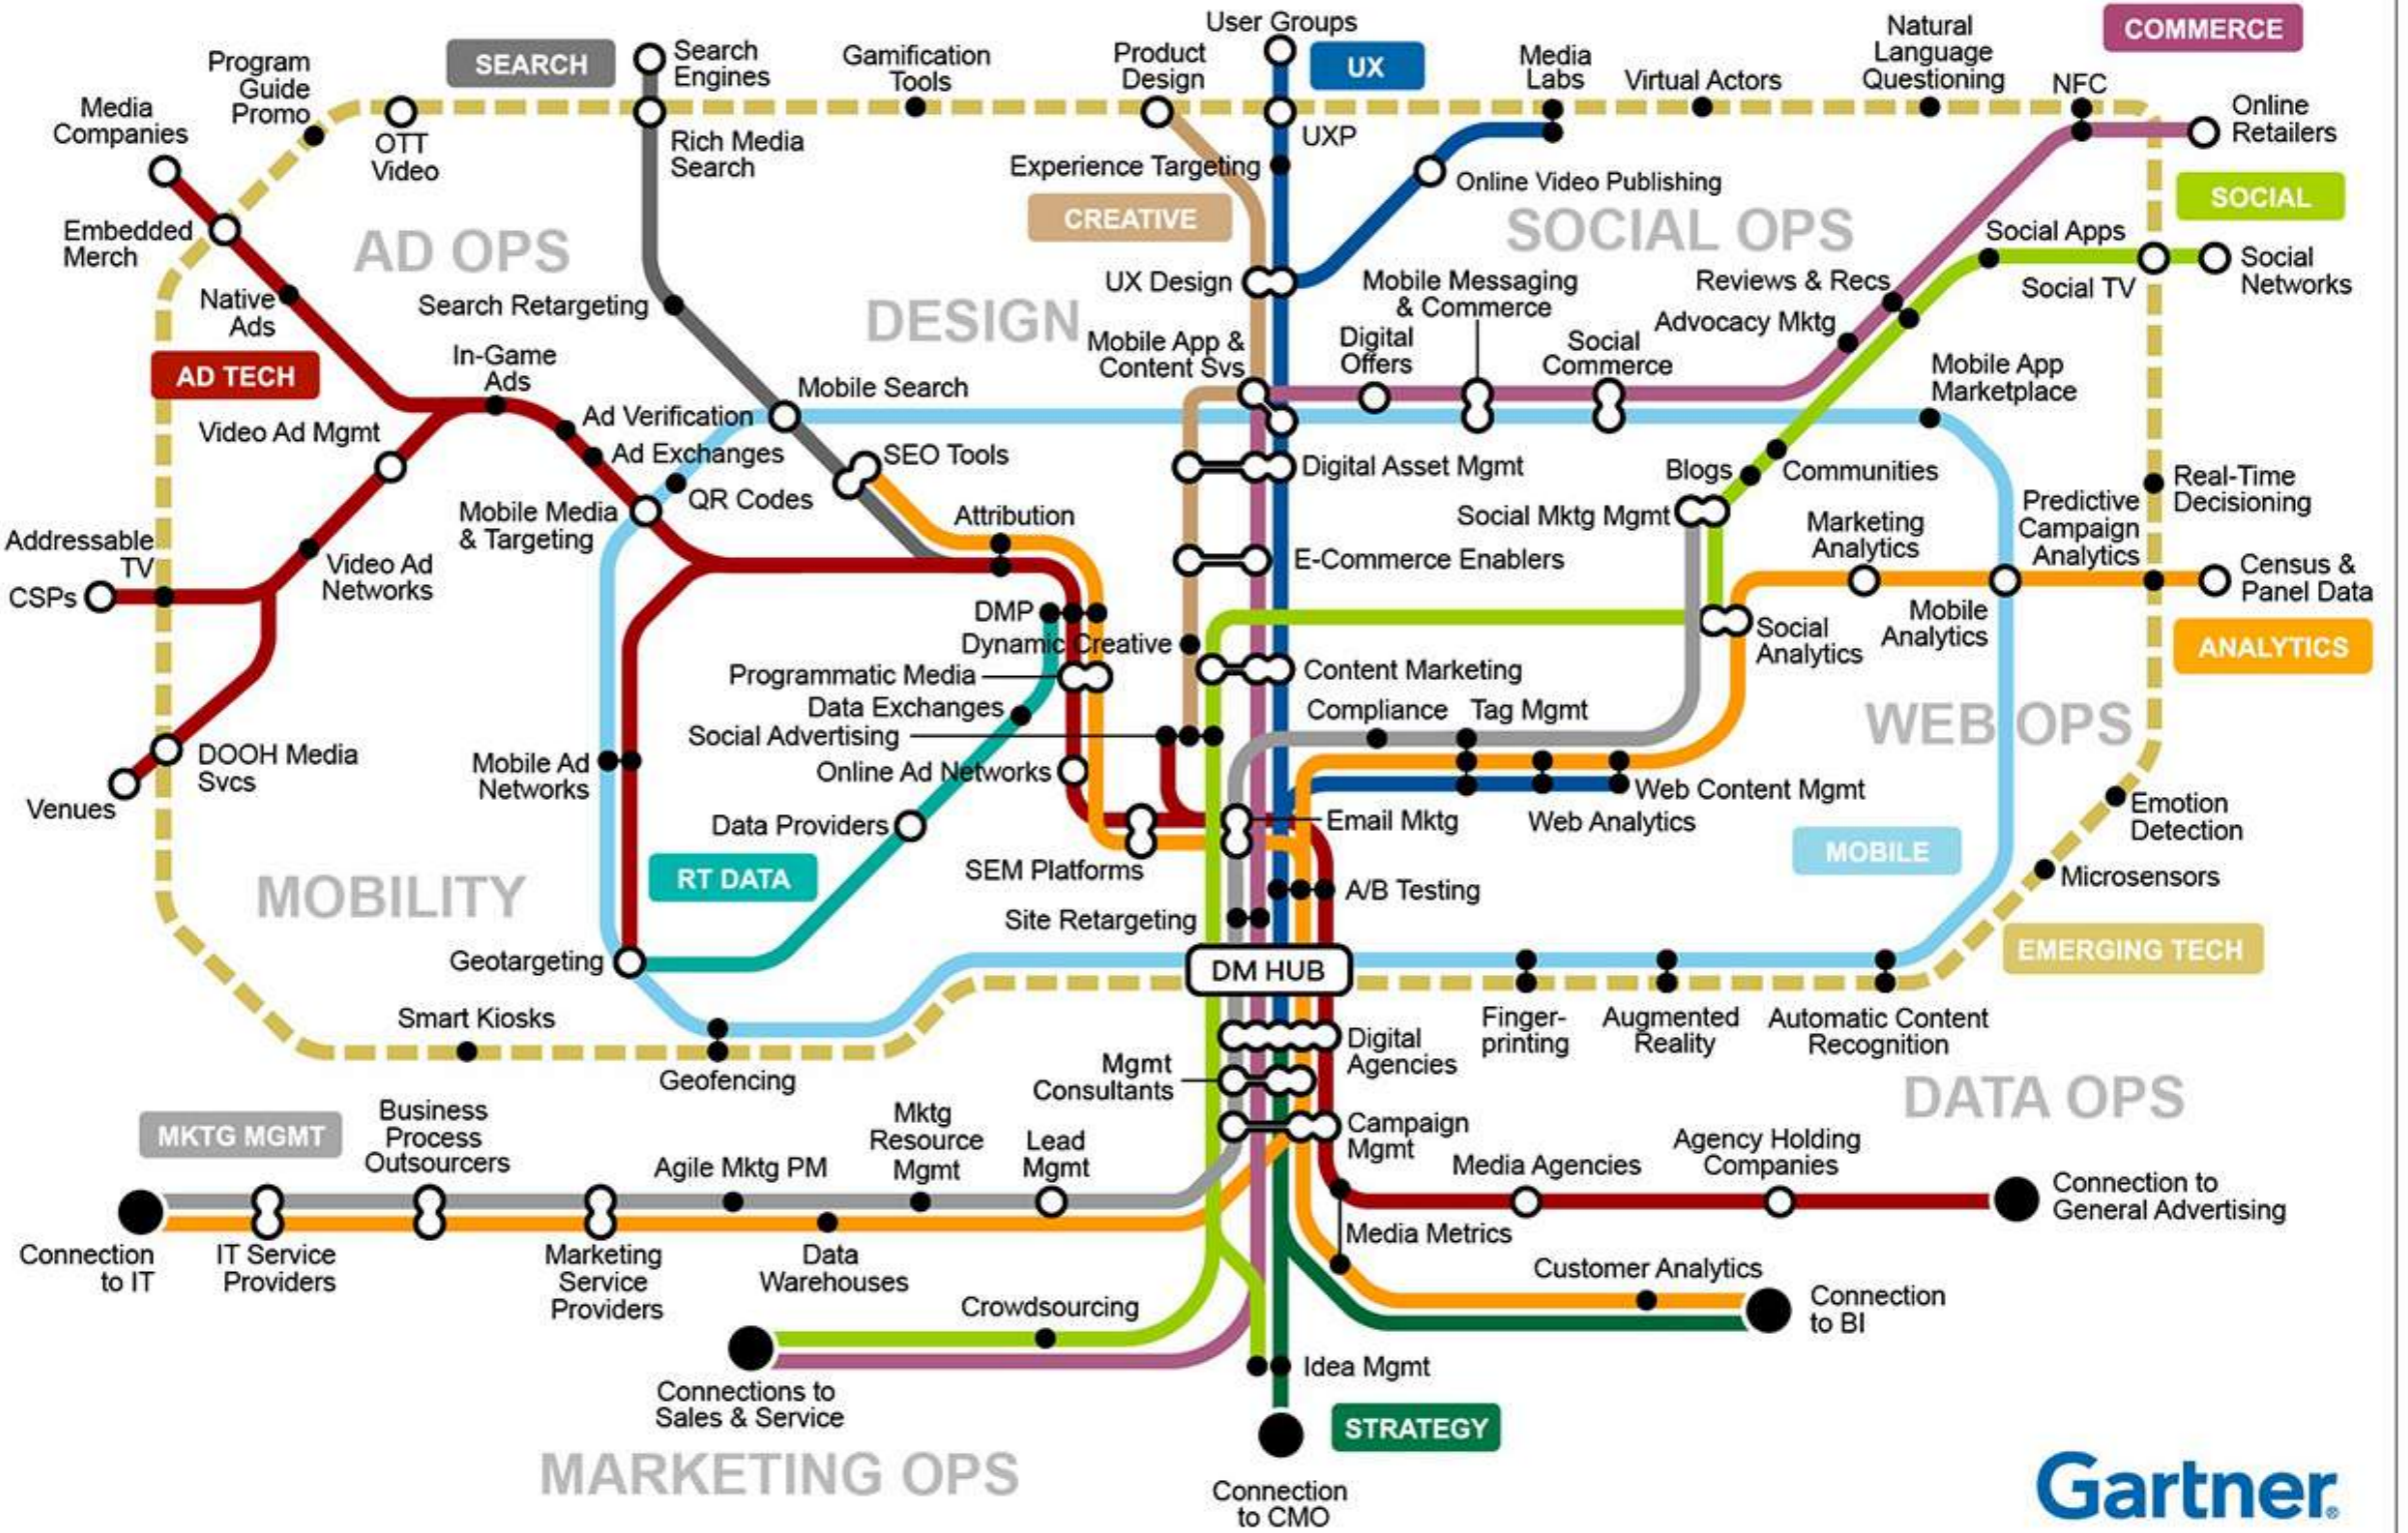 User Groups
COMMERCE
Natural
Language
Questioning
Search
Engines
SEARCH
Program
Guide
Promo
Gamification
Tools
Product
Design
UX
Media
Labs
Virtual Actors
NFC
Online
Retailers
Media
Companies
OTT
Video
Rich Media
Search
UXP
Experience Targeting
Online Video Publishing
SOCIAL
CREATIVE
SOCIAL OPS
Embedded
Merch
AD OPS
Social Apps
Social
Networks
Social TV
UX Design
Mobile Messaging
& Commerce
Reviews & Recs
Native
Ads
Search Retargeting
DESIGN
Advocacy Mktg
Mobile App &
Content Svs
Digital
Offers
Social
Commerce
In-Game
Ads
AD TECH
Mobile Search
Mobile App
Marketplace
Video Ad Mgmt
Ad Verification
Ad Exchanges
SEO Tools
Digital Asset Mgmt
Blogs
Communities
Real-Time
Decisioning
QR Codes
Mobile Media
& Targeting
Attribution
Social Mktg Mgmt
Marketing
Analytics
Predictive
Campaign
Analytics
Addressable
TV
CSPs
Video Ad
Networks
E-Commerce Enablers
Census &
Panel Data
DMP
Dynamic Creative
Social
Analytics
Mobile
Analytics
ANALYTICS
Programmatic Media
Content Marketing
Data Exchanges
Compliance
Tag Mgmt
WEB OPS
Social Advertising
DOOH Media
Svcs
Mobile Ad
Networks
Online Ad Networks
Web Content Mgmt
Venues
Data Providers
Email Mktg
Web Analytics
Emotion
Detection
MOBILE
SEM Platforms
RT DATA
MOBILITY
A/B Testing
Microsensors
Site Retargeting
EMERGING TECH
Geotargeting
DM HUB
Smart Kiosks
Finger-
printing
Augmented
Reality
Automatic Content
Recognition
Digital
Agencies
Geofencing
Mgmt
Consultants
DATA OPS
MKTG MGMT
Business
Process
Outsourcers
Agile Mktg PM
Mktg
Resource
Mgmt
Lead
Mgmt
Campaign
Mgmt
Media Agencies
Agency Holding
Companies
Connection to
General Advertising
Media Metrics
Connection
to IT
IT Service
Providers
Marketing
Service
Providers
Data
Warehouses
Customer Analytics
Connection
to BI
Crowdsourcing
Idea Mgmt
Connections to
Sales & Service
STRATEGY
MARKETING OPS
Connection
to CMO
Gartner®